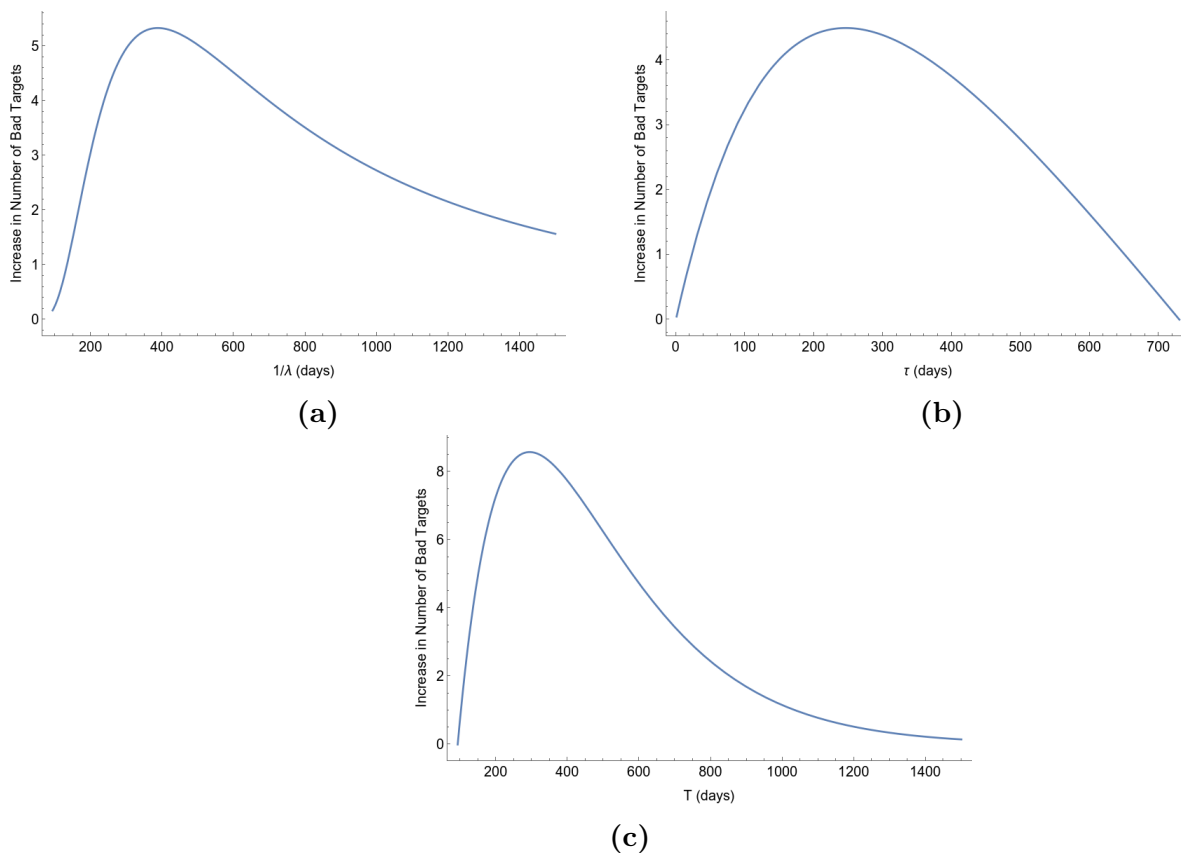 Increase in Number of Bad Targets
5
4
3
2
1
0
200 400 600 800 1000 1200 1400
1/λ (days)
(a)
Increase in Number of Bad Targets
4
3
2
1
0
0 100 200 300 400 500 600 700
τ (days)
(b)
Increase in Number of Bad Targets
8
6
4
2
0
200 400 600 800 1000 1200 1400
T (days)
(c)